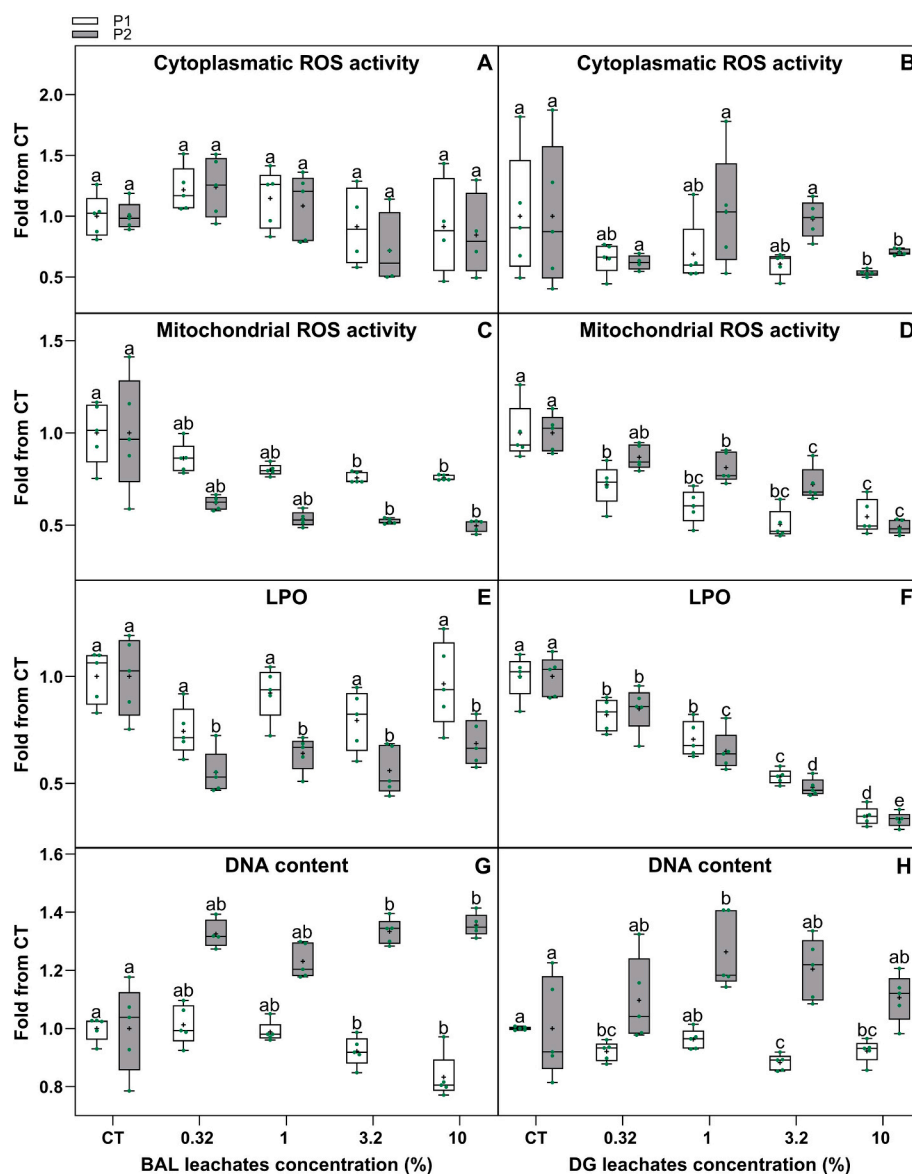 P1
P2
Cytoplasmatic ROS activity A
Cytoplasmatic ROS activity B
Fold from CT
2.0
1.5
1.0
0.5
a a a a a a a a a a
a a a ab a ab a b b
Mitochondrial ROS activity C
Mitochondrial ROS activity D
Fold from CT
1.5
1.0
0.5
a a ab ab ab ab b b b b
a a b ab bc ab bc c c c
LPO E
LPO F
Fold from CT
1.0
0.5
a a a b a b a b a b
a a b b b c c d d e
DNA content G
DNA content H
Fold from CT
1.6
1.4
1.2
1.0
0.8
a a ab ab ab ab b b b b
a a bc ab ab b c ab bc ab
CT 0.32 1 3.2 10
CT 0.32 1 3.2 10
BAL leachates concentration (%)
DG leachates concentration (%)